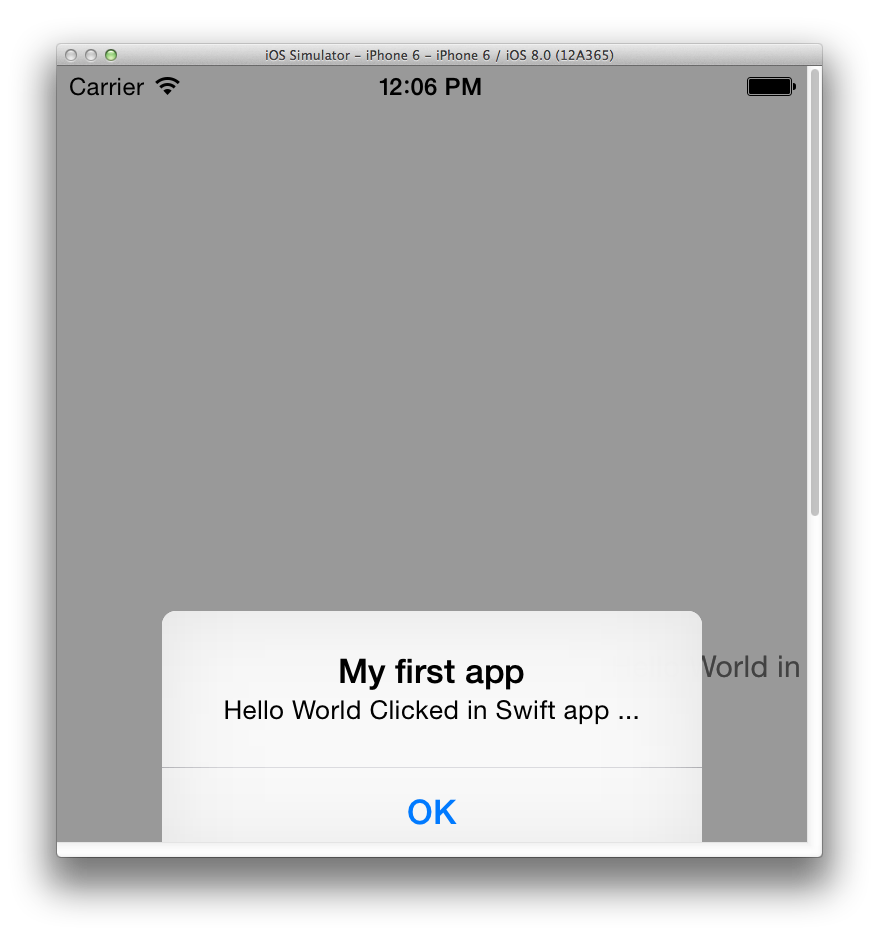 iOS Simulator – iPhone 6 – iPhone 6 / iOS 8.0 (12A365)
Carrier 12:06 PM
World in
My first app
Hello World Clicked in Swift app ...
OK